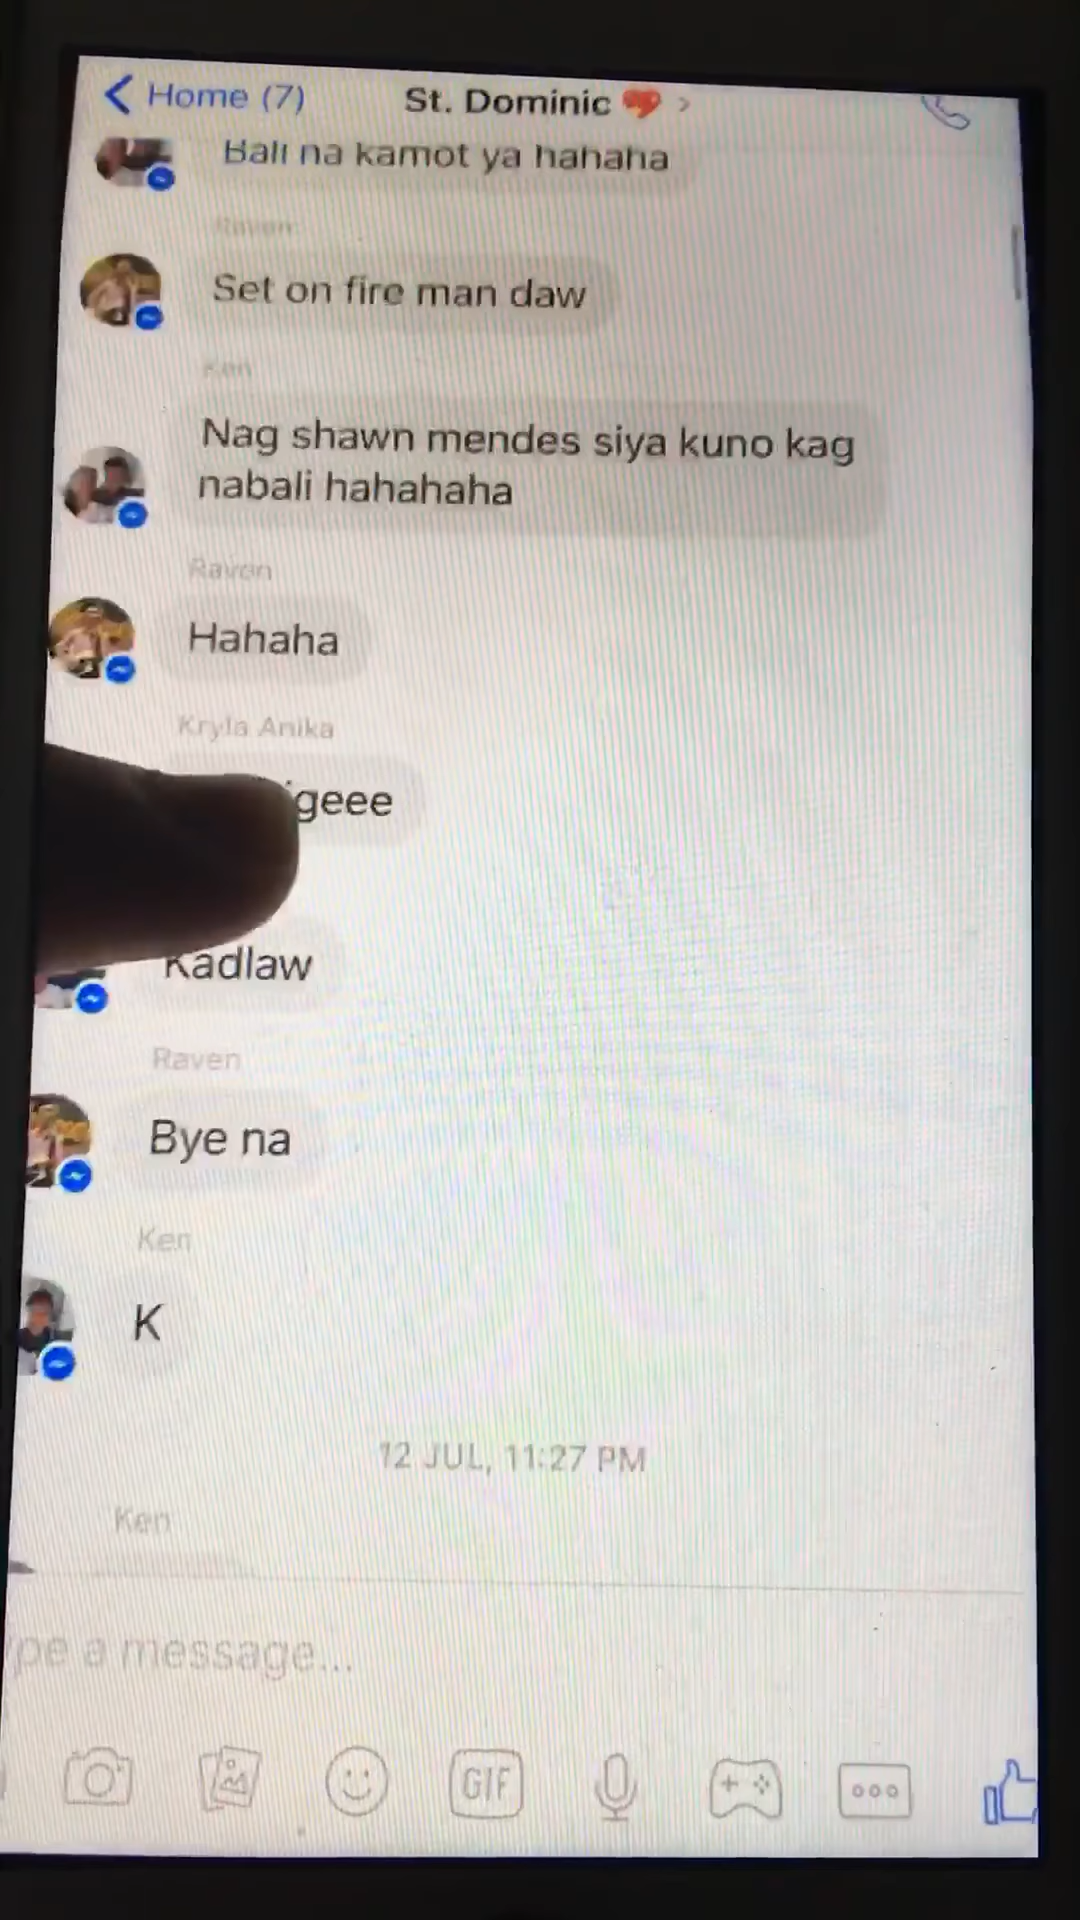 Home (7)
St. Dominic
Bali na kamot ya hahaha
Raven
Set on fire man daw
Ken
Nag shawn mendes siya kuno kag
nabali hahahaha
Raven
Hahaha
Kryla Anika
geee
Kadlaw
Raven
Bye na
Ken
K
12 JUL, 11:27 PM
Ken
pe a message...
GIF